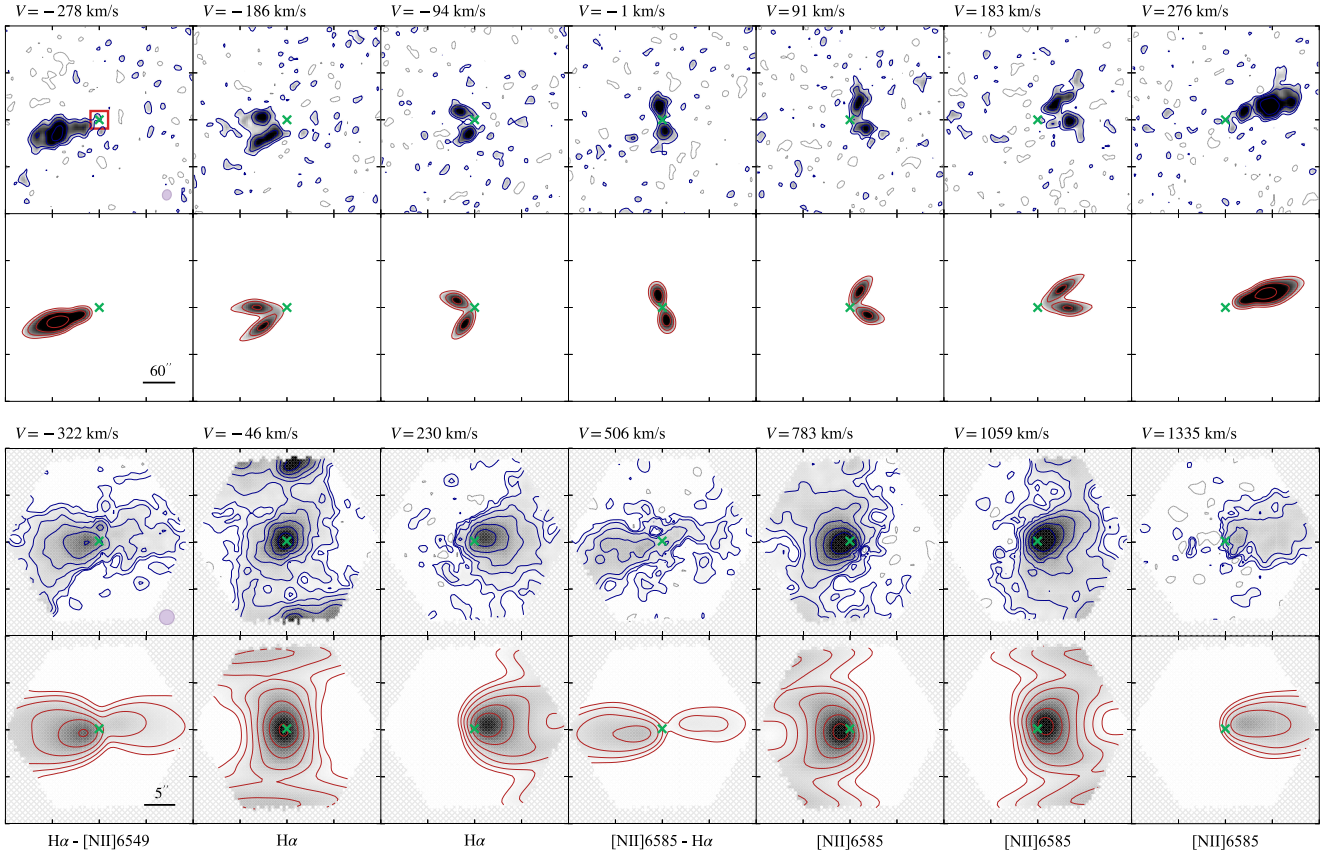 V = −278 km/s V = −186 km/s V = −94 km/s V = −1 km/s V = 91 km/s V = 183 km/s V = 276 km/s
60′′
V = −322 km/s V = −46 km/s V = 230 km/s V = 506 km/s V = 783 km/s V = 1059 km/s V = 1335 km/s
5′′
Hα - [NII]6549 Hα Hα [NII]6585 - Hα [NII]6585 [NII]6585 [NII]6585